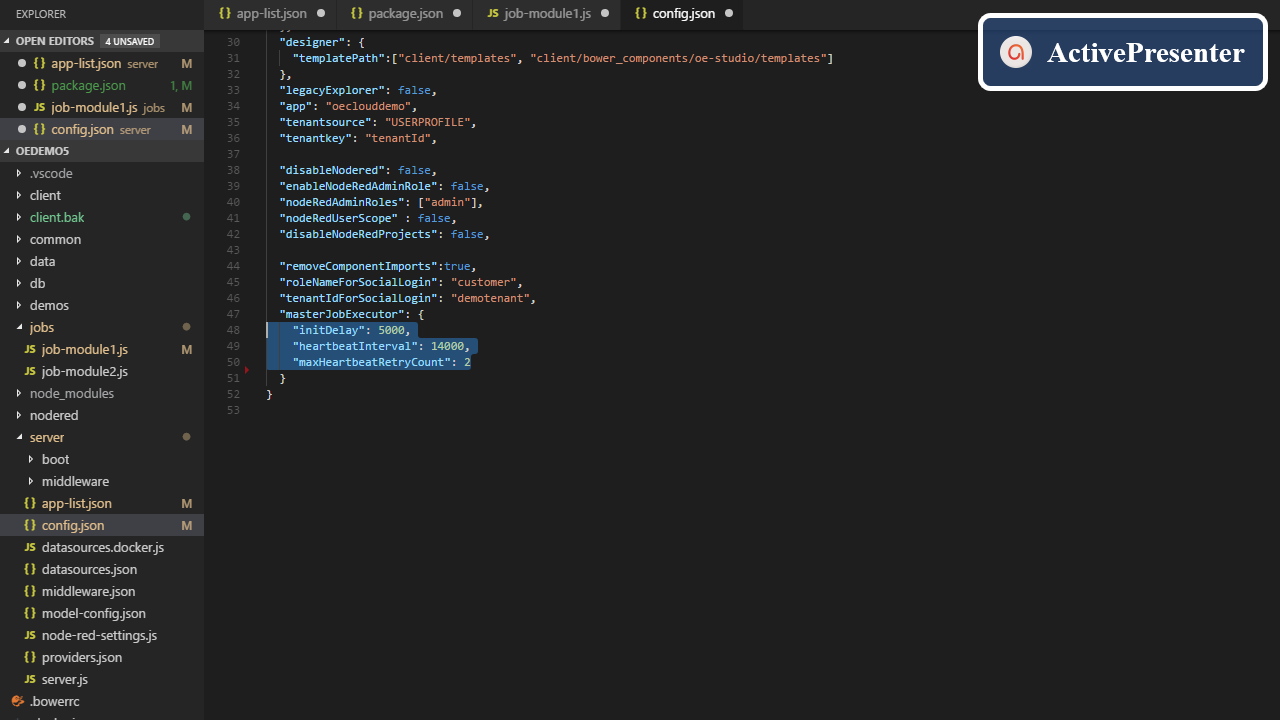 EXPLORER
OPEN EDITORS 4 UNSAVED
{} app-list.json server M
{} package.json 1, M
JS job-module1.js jobs M
{} config.json server M
OEDEMO5
.vscode
client
client.bak
common
data
db
demos
jobs
JS job-module1.js M
JS job-module2.js
node_modules
nodered
server
boot
middleware
{} app-list.json M
{} config.json M
JS datasources.docker.js
{} datasources.json
{} middleware.json
{} model-config.json
JS node-red-settings.js
{} providers.json
JS server.js
.bowerrc
{} app-list.json
{} package.json
JS job-module1.js
{} config.json
30 "designer": {
31 "templatePath":["client/templates", "client/bower_components/oe-studio/templates"]
32 },
33 "legacyExplorer": false,
34 "app": "oeclouddemo",
35 "tenantsource": "USERPROFILE",
36 "tenantkey": "tenantId",
37
38 "disableNodered": false,
39 "enableNodeRedAdminRole": false,
40 "nodeRedAdminRoles": ["admin"],
41 "nodeRedUserScope" : false,
42 "disableNodeRedProjects": false,
43
44 "removeComponentImports":true,
45 "roleNameForSocialLogin": "customer",
46 "tenantIdForSocialLogin": "demotenant",
47 "masterJobExecutor": {
48 "initDelay": 5000,
49 "heartbeatInterval": 14000,
50 "maxHeartbeatRetryCount": 2
51 }
52 }
53
ActivePresenter